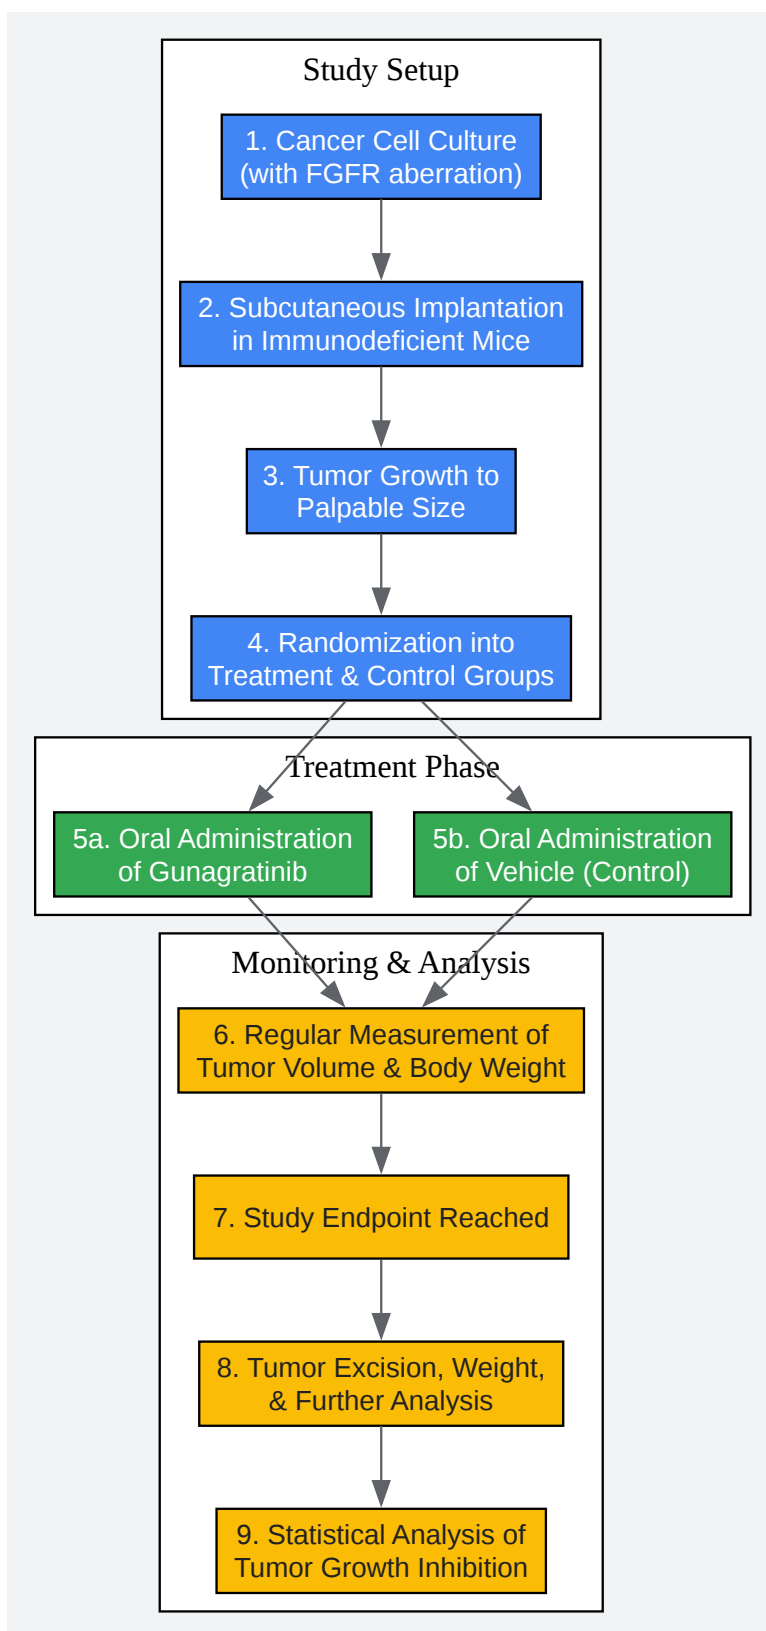 Study Setup
1. Cancer Cell Culture
(with FGFR aberration)
2. Subcutaneous Implantation
in Immunodeficient Mice
3. Tumor Growth to
Palpable Size
4. Randomization into
Treatment & Control Groups
Treatment Phase
5a. Oral Administration
of Gunagratinib
5b. Oral Administration
of Vehicle (Control)
Monitoring & Analysis
6. Regular Measurement of
Tumor Volume & Body Weight
7. Study Endpoint Reached
8. Tumor Excision, Weight,
& Further Analysis
9. Statistical Analysis of
Tumor Growth Inhibition